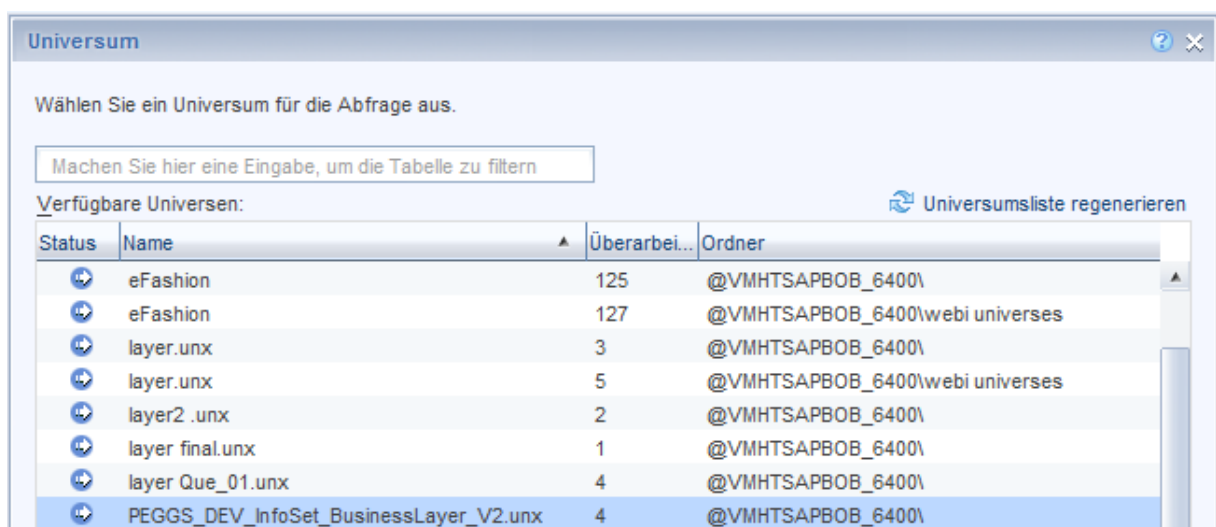 Universum
Wählen Sie ein Universum für die Abfrage aus.
Machen Sie hier eine Eingabe, um die Tabelle zu filtern
Verfügbare Universen: Universumsliste regenerieren
Status Name Überarbei... Ordner
eFashion 125 @VMHTSAPBOB_6400\
eFashion 127 @VMHTSAPBOB_6400\webi universes
layer.unx 3 @VMHTSAPBOB_6400\
layer.unx 5 @VMHTSAPBOB_6400\webi universes
layer2 .unx 2 @VMHTSAPBOB_6400\
layer final.unx 1 @VMHTSAPBOB_6400\
layer Que_01.unx 4 @VMHTSAPBOB_6400\
PEGGS_DEV_InfoSet_BusinessLayer_V2.unx 4 @VMHTSAPBOB_6400\